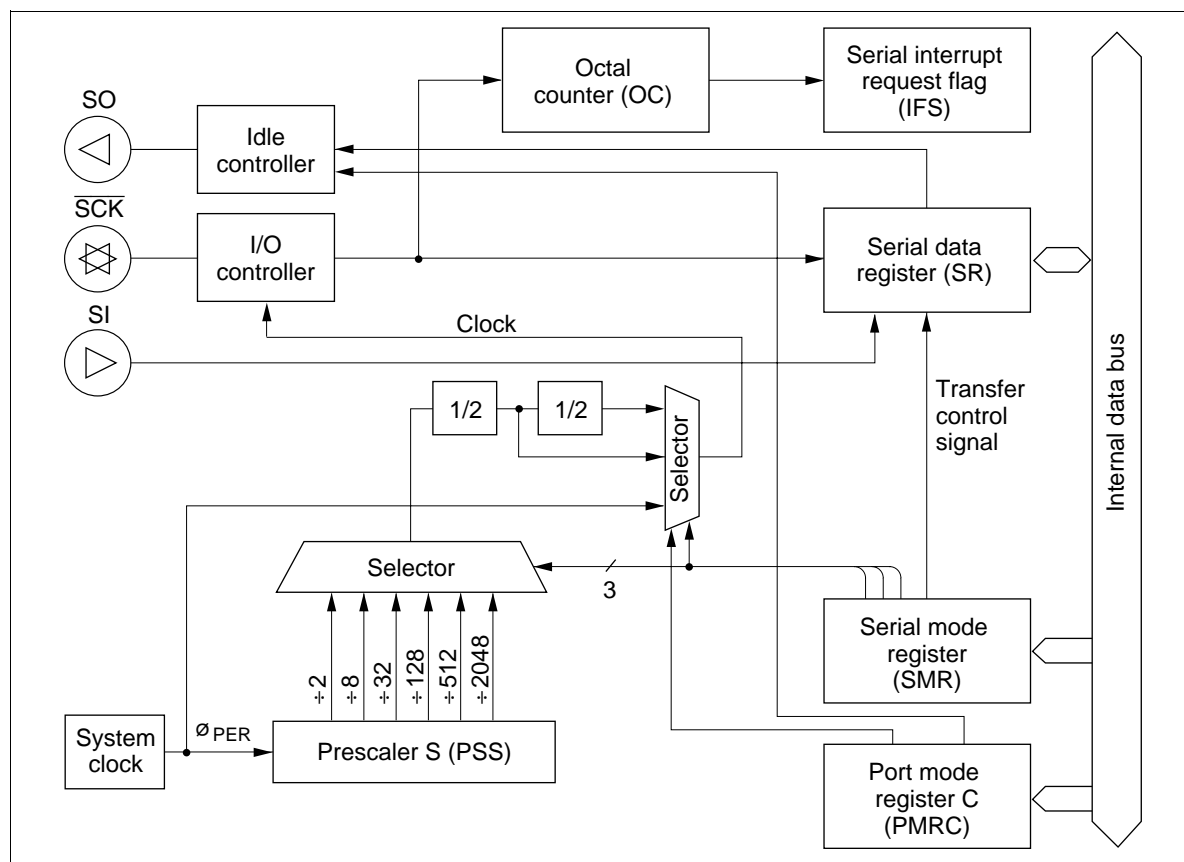 Octal
counter (OC)
Serial interrupt
request flag
(IFS)
SO
Idle
controller
SCK
I/O
controller
Serial data
register (SR)
SI
Clock
Transfer
control
signal
Internal data bus
1/2
1/2
Selector
Selector
3
÷2
÷8
÷32
÷128
÷512
÷2048
Serial mode
register
(SMR)
System
clock
ø PER
Prescaler S (PSS)
Port mode
register C
(PMRC)